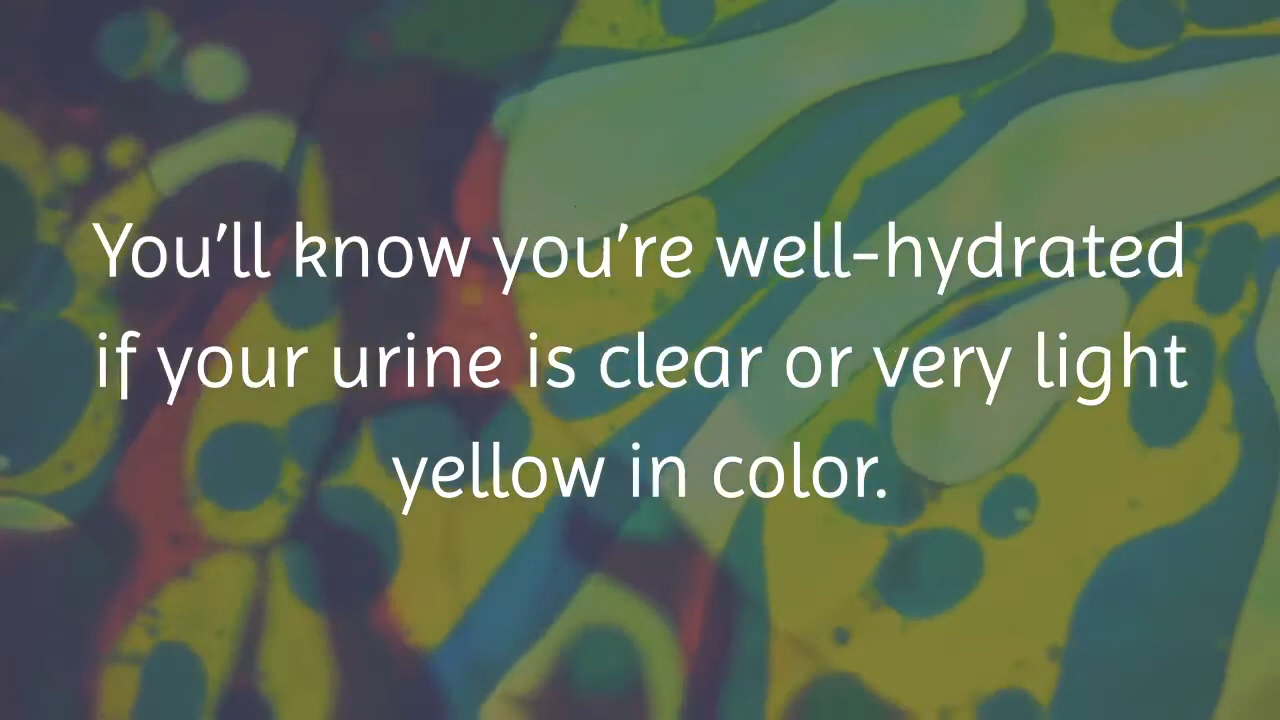 You’ll know you’re well-hydrated
if your urine is clear or very light
yellow in color.